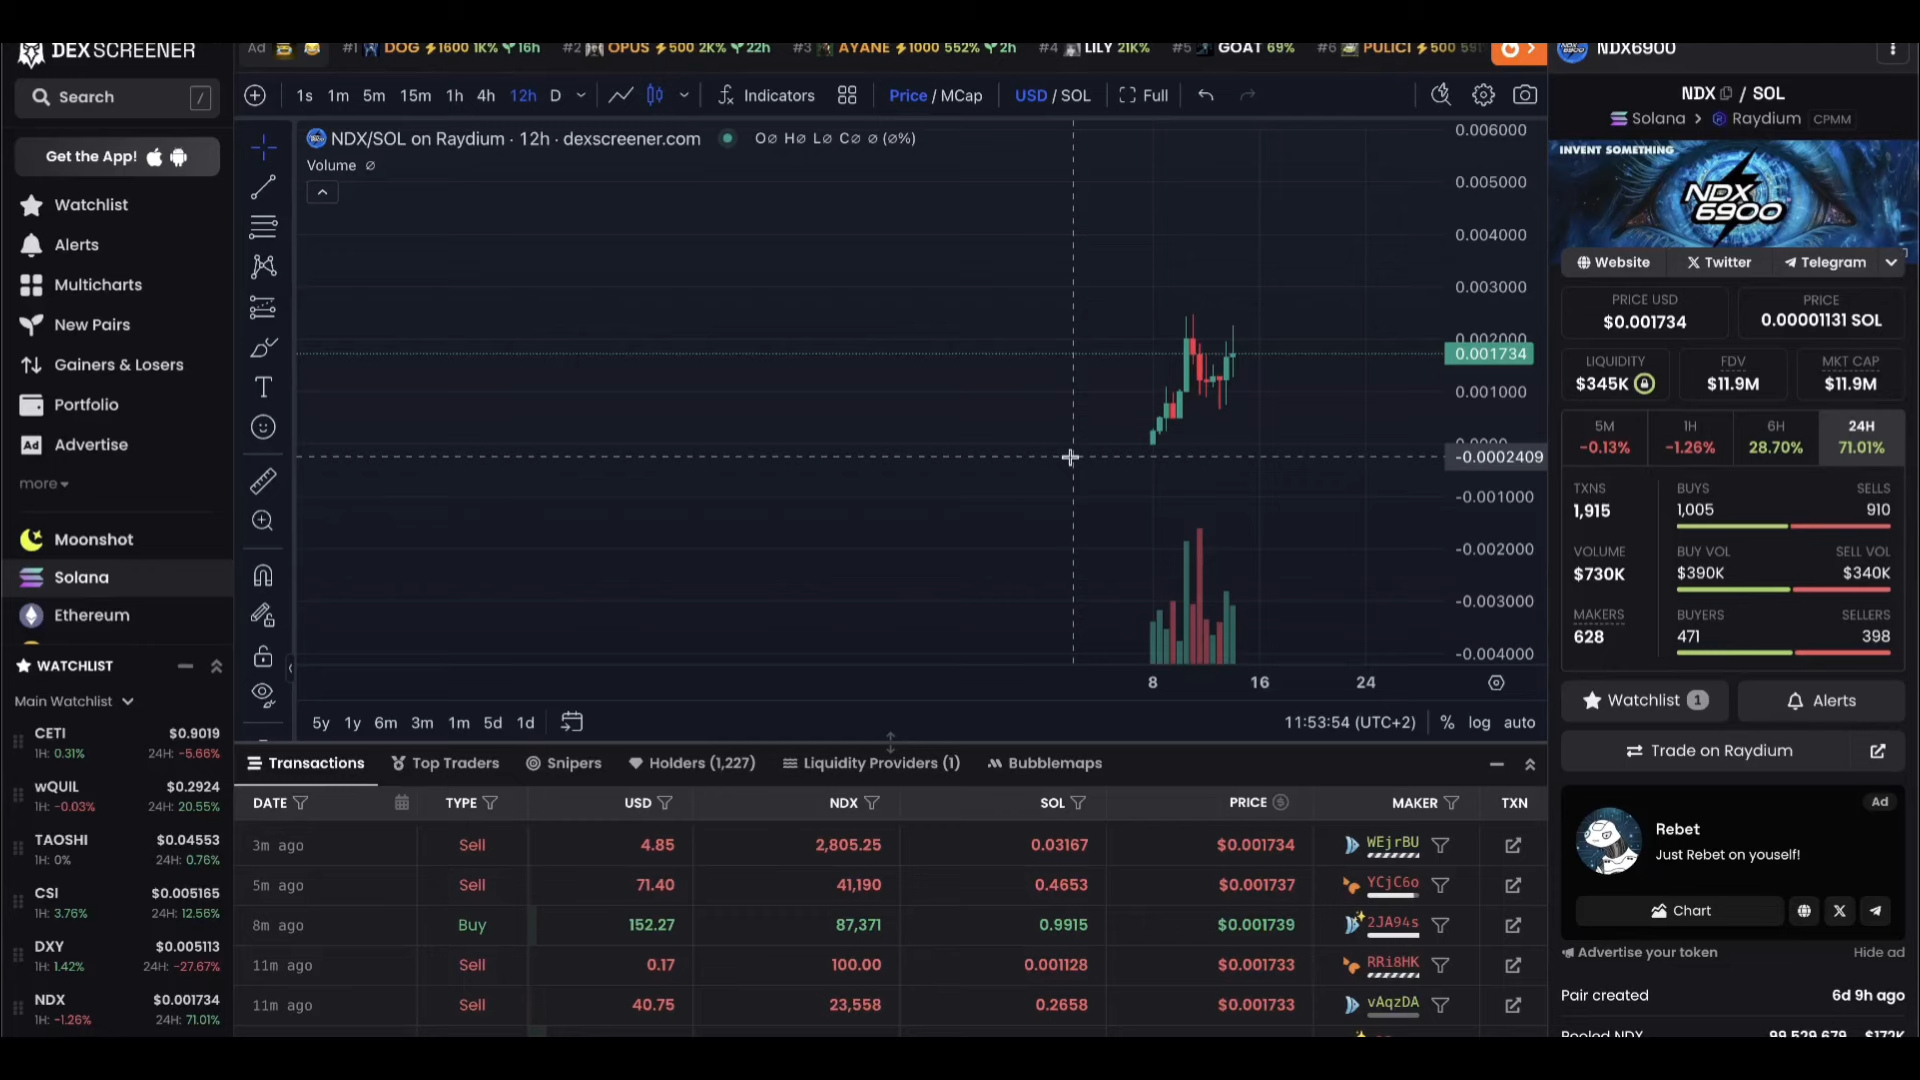 DEX SCREENER
Ad #1 DOG 1600 1K% 16h #2 OPUS 500 2K% 22h #3 AYANE 1000 552% 2h #4 LILY 21K% #5 GOAT 69% #6 PULICI 500
NDX6900
Search /
1s 1m 5m 15m 1h 4h 12h D Indicators Price / MCap USD / SOL Full
NDX / SOL
Solana > Raydium CPMM
Get the App!
Watchlist
Alerts
Multicharts
New Pairs
Gainers & Losers
Portfolio
Ad Advertise
more
Moonshot
Solana
Ethereum
WATCHLIST
Main Watchlist
CETI $0.9019
1H: 0.31% 24H: -5.66%
wQUIL $0.2924
1H: -0.03% 24H: 20.55%
TAOSHI $0.04553
1H: 0% 24H: 0.76%
CSI $0.005165
1H: 3.76% 24H: 12.56%
DXY $0.005113
1H: 1.42% 24H: -27.67%
NDX $0.001734
1H: -1.26% 24H: 71.01%
NDX/SOL on Raydium · 12h · dexscreener.com O∅ H∅ L∅ C∅ ∅ (∅%)
Volume ∅
0.006000
0.005000
0.004000
0.003000
0.002000
0.001734
0.001000
0.0000
-0.0002409
-0.001000
-0.002000
-0.003000
-0.004000
8 16 24
5y 1y 6m 3m 1m 5d 1d 11:53:54 (UTC+2) % log auto
Transactions Top Traders Snipers Holders (1,227) Liquidity Providers (1) Bubblemaps
DATE TYPE USD NDX SOL PRICE MAKER TXN
3m ago Sell 4.85 2,805.25 0.03167 $0.001734 WEjrBU
5m ago Sell 71.40 41,190 0.4653 $0.001737 YCjC6o
8m ago Buy 152.27 87,371 0.9915 $0.001739 2JA94s
11m ago Sell 0.17 100.00 0.001128 $0.001733 RRi8HK
11m ago Sell 40.75 23,558 0.2658 $0.001733 vAqzDA
INVENT SOMETHING
NDX
6900
Website Twitter Telegram
PRICE USD
$0.001734
PRICE
0.00001131 SOL
LIQUIDITY
$345K
FDV
$11.9M
MKT CAP
$11.9M
5M 1H 6H 24H
-0.13% -1.26% 28.70% 71.01%
TXNS BUYS SELLS
1,915 1,005 910
VOLUME BUY VOL SELL VOL
$730K $390K $340K
MAKERS BUYERS SELLERS
628 471 398
Watchlist 1 Alerts
Trade on Raydium
Ad
Rebet
Just Rebet on youself!
Chart
Advertise your token Hide ad
Pair created 6d 9h ago
Pooled NDX 99,529,679 $172K